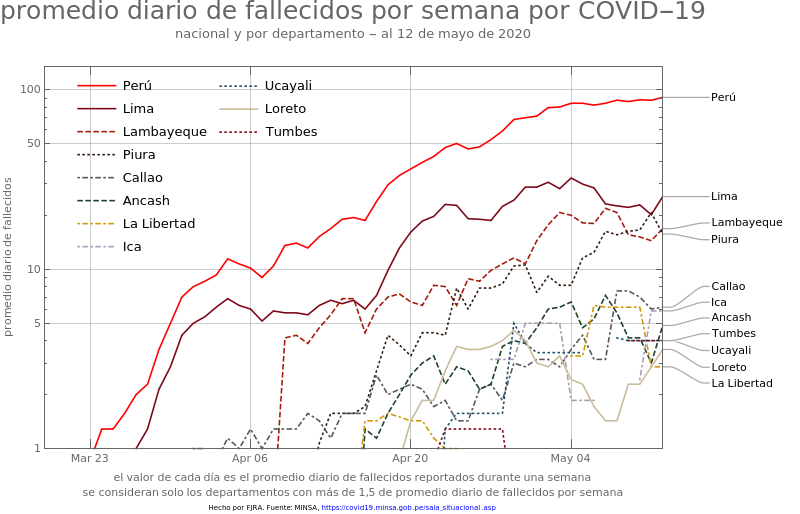 promedio diario de fallecidos por semana por COVID‒19
nacional y por departamento ‒ al 12 de mayo de 2020
promedio diario de fallecidos
100
50
10
5
1
Perú
Lima
Lambayeque
Piura
Callao
Ancash
La Libertad
Ica
Ucayali
Loreto
Tumbes
Perú
Lima
Lambayeque
Piura
Callao
Ica
Ancash
Tumbes
Ucayali
Loreto
La Libertad
Mar 23 Apr 06 Apr 20 May 04
el valor de cada día es el promedio diario de fallecidos reportados durante una semana
se consideran solo los departamentos con más de 1,5 de promedio diario de fallecidos por semana
Hecho por FJRA. Fuente: MINSA, https://covid19.minsa.gob.pe/sala_situacional.asp